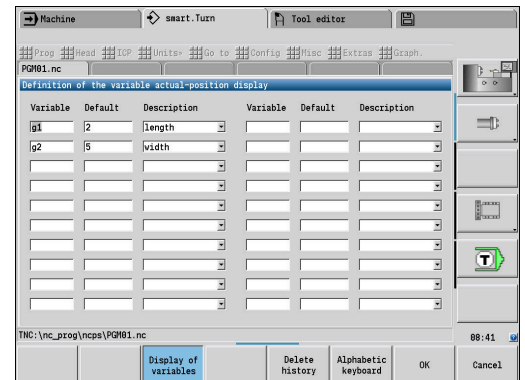 Machine
smart.Turn
Tool editor
Prog Head ICP Units» Go to Config Misc Extras Graph.
PGM01.nc
Definition of the variable actual-position display
Variable Default Description Variable Default Description
g1 2 length
g2 5 width
T
TNC:\nc_prog\ncps\PGM01.nc
08:41
Display of variables
Delete history
Alphabetic keyboard
OK
Cancel